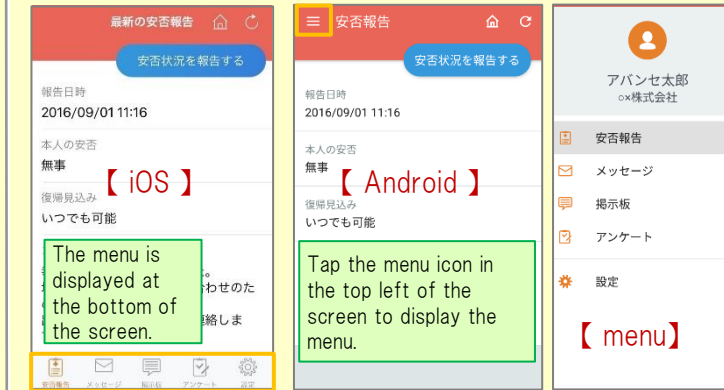 最新の安否報告
安否状況を報告する
報告日時
2016/09/01 11:16
本人の安否
無事
【 iOS 】
復帰見込み
いつでも可能
The menu is
displayed at
the bottom of
the screen.
。
わせのた
絡しま
安否報告
メッセージ
掲示板
アンケート
設定
安否報告
安否状況を報告する
報告日時
2016/09/01 11:16
本人の安否
無事
【 Android 】
復帰見込み
いつでも可能
Tap the menu icon in
the top left of the
screen to display the
menu.
アバンセ太郎
○×株式会社
安否報告
メッセージ
掲示板
アンケート
設定
【 menu】